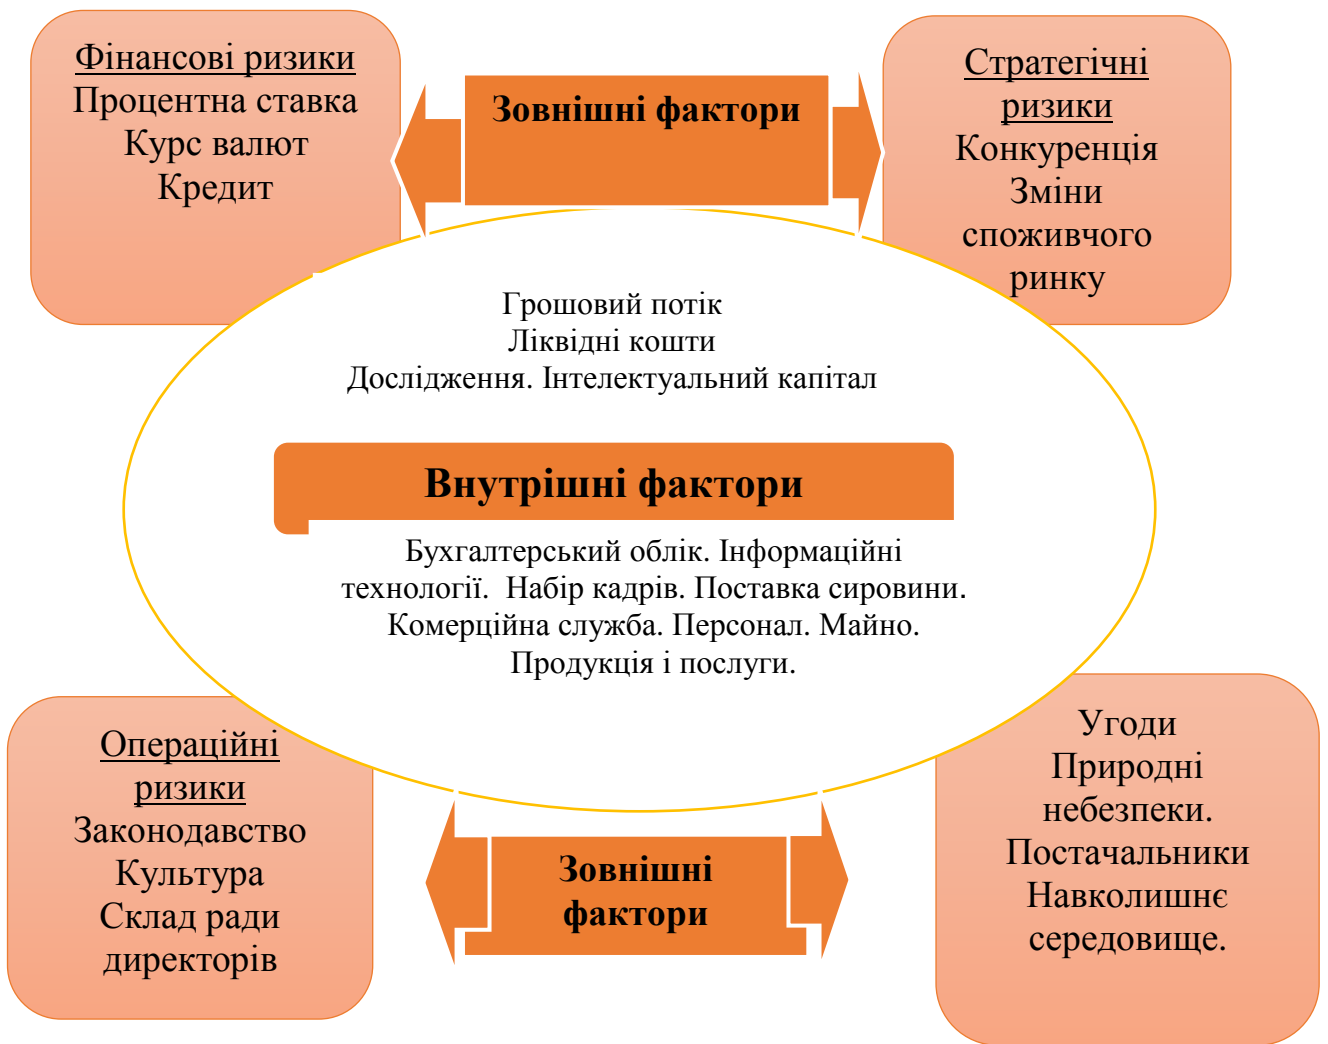 Фінансові ризики
Процентна ставка
Курс валют
Кредит
Зовнішні фактори
Стратегічні
ризики
Конкуренція
Зміни
споживчого
ринку
Грошовий потік
Ліквідні кошти
Дослідження. Інтелектуальний капітал
Внутрішні фактори
Бухгалтерський облік. Інформаційні
технології. Набір кадрів. Поставка сировини.
Комерційна служба. Персонал. Майно.
Продукція і послуги.
Операційні
ризики
Законодавство
Культура
Склад ради
директорів
Зовнішні
фактори
Угоди
Природні
небезпеки.
Постачальники
Навколишнє
середовище.